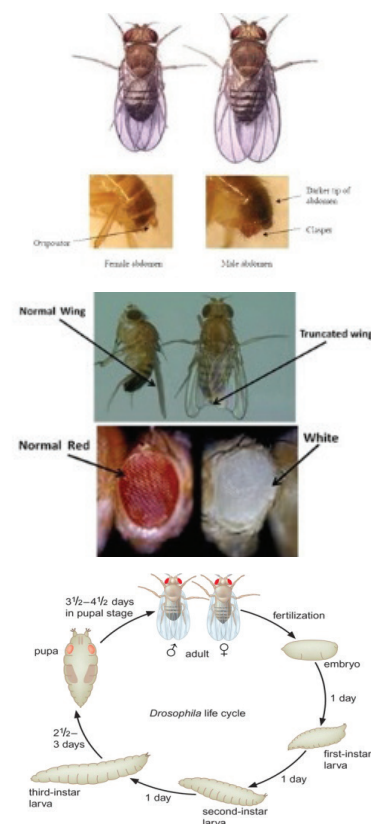 Darker tip of
abdomen
Ovipositor
Clasper
Female abdomen
Male abdomen
Normal Wing
Truncated wing
Normal Red
White
3½–4½ days
in pupal stage
fertilization
pupa
♂ adult ♀
embryo
1 day
Drosophila life cycle
2½–
3 days
first-instar
larva
1 day
third-instar
larva
1 day
second-instar
larva